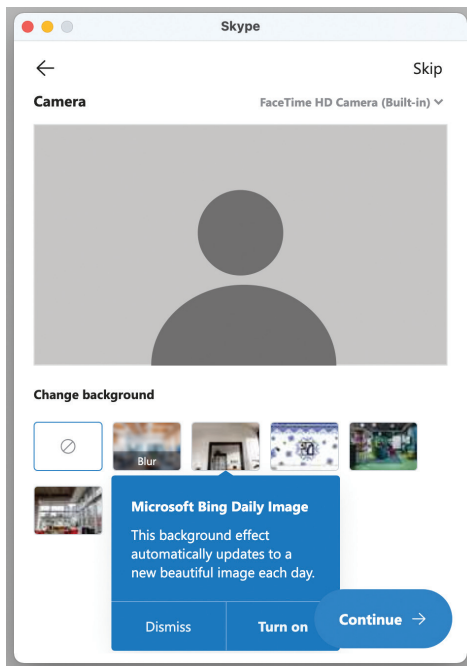 Skype
Skip
Camera
FaceTime HD Camera (Built-in)
Change background
Blur
Microsoft Bing Daily Image
This background effect
automatically updates to a
new beautiful image each day.
Dismiss
Turn on
Continue